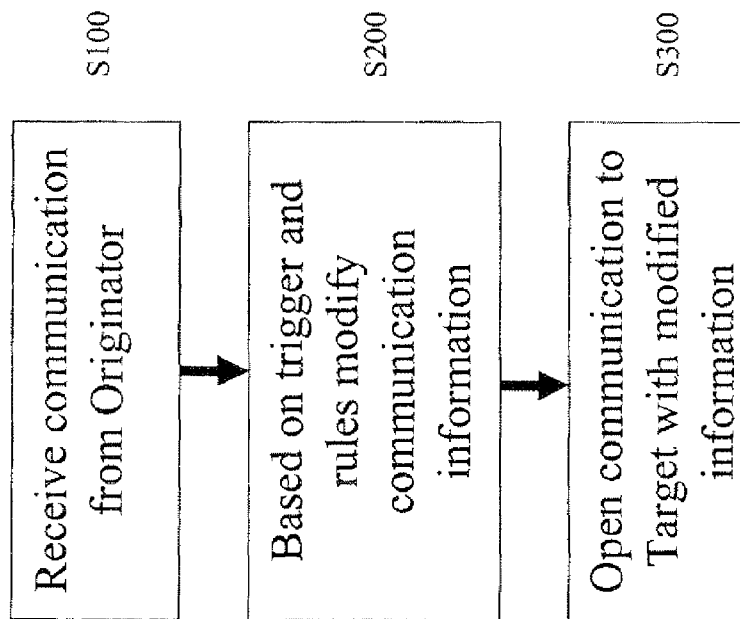 Receive communication
from Originator
S100
Based on trigger and
rules modify
communication
information
S200
Open communication to
Target with modified
information
S300